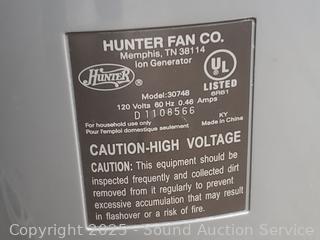 HUNTER FAN CO.
Memphis, TN 38114
Ion Generator
HUNTER
UL
LISTED
6R61
Model:30748
120 Volts 60 Hz 0.46 Amps
D1108566
For household use only
Pour l'emploi domestique seulement
KY
Made in China
CAUTION-HIGH VOLTAGE
CAUTION: This equipment should be
inspected frequently and collected dirt
removed from it regularly to prevent
excessive accumulation that may result
in flashover or a risk of fire.
Copyright © 2025 - Sound Auction Service